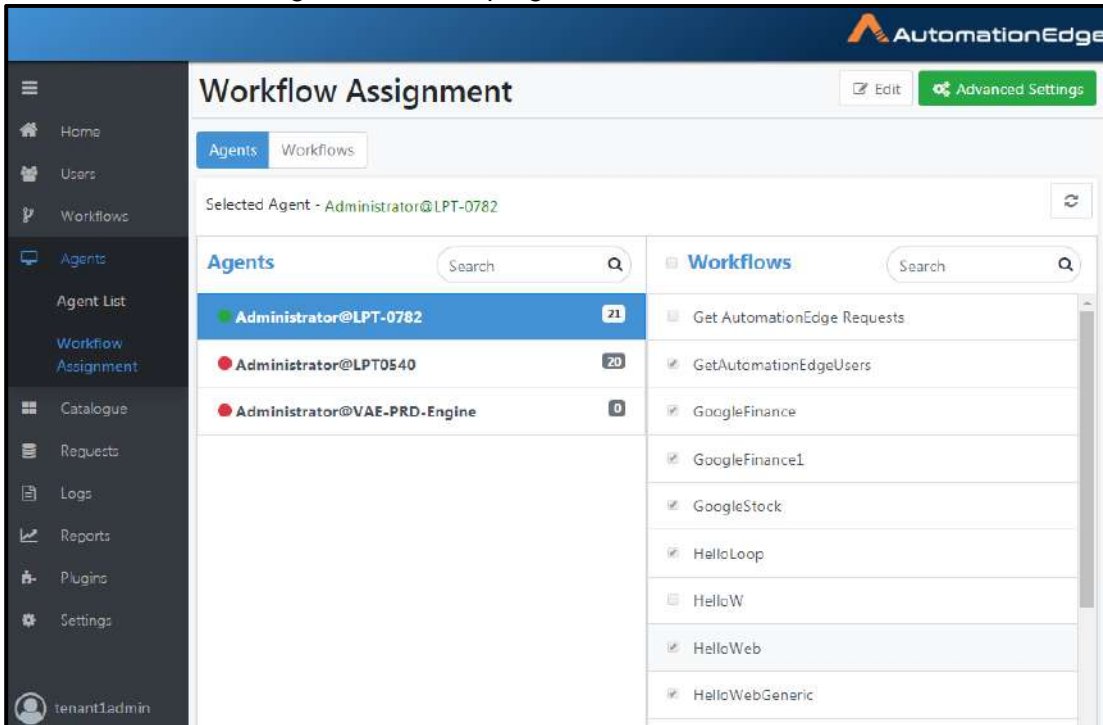 AutomationEdge
Workflow Assignment
Edit
Advanced Settings
Home
Users
Workflows
Agents
Agent List
Workflow
Assignment
Catalogue
Requests
Logs
Reports
Plugins
Settings
tenant1admin
Agents Workflows
Selected Agent - Administrator@LPT-0782
Agents Search
Administrator@LPT-0782 21
Administrator@LPT0540 20
Administrator@VAE-PRD-Engine 0
Workflows Search
Get AutomationEdge Requests
GetAutomationEdgeUsers
GoogleFinance
GoogleFinance1
GoogleStock
HelloLoop
HelloW
HelloWeb
HelloWebGeneric